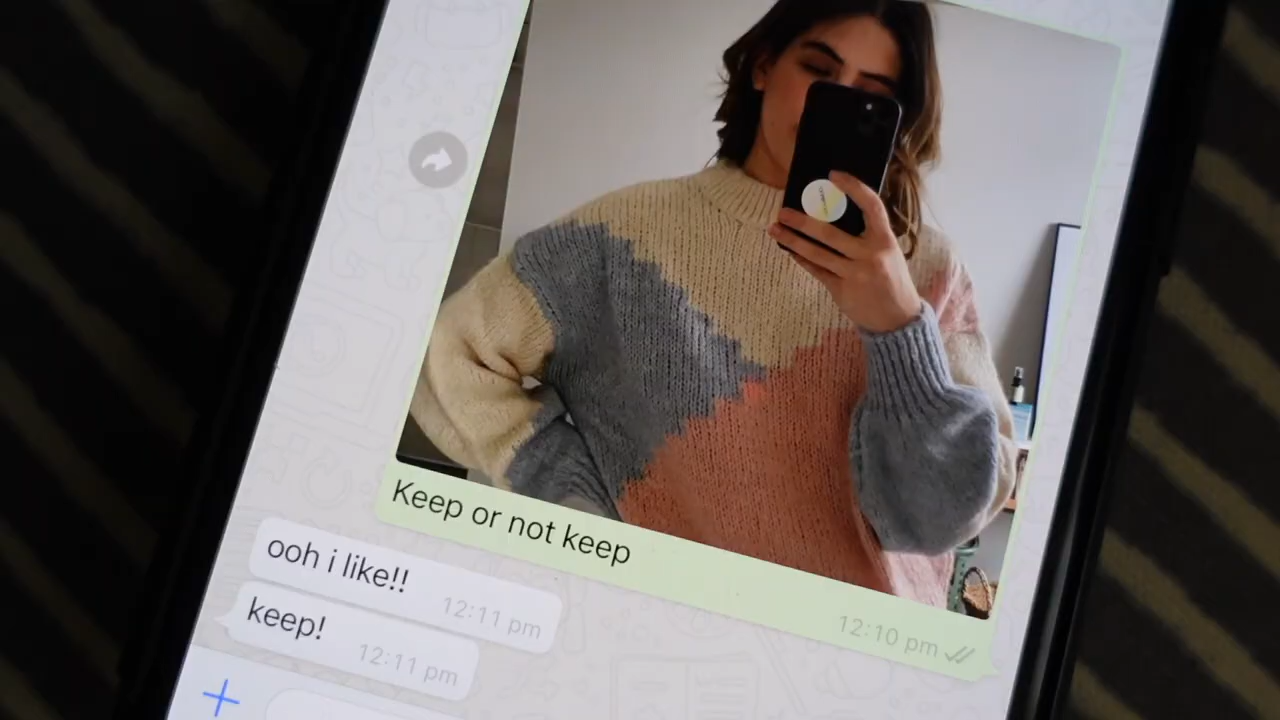 Keep or not keep
12:10 pm
ooh i like!!
12:11 pm
keep!
12:11 pm